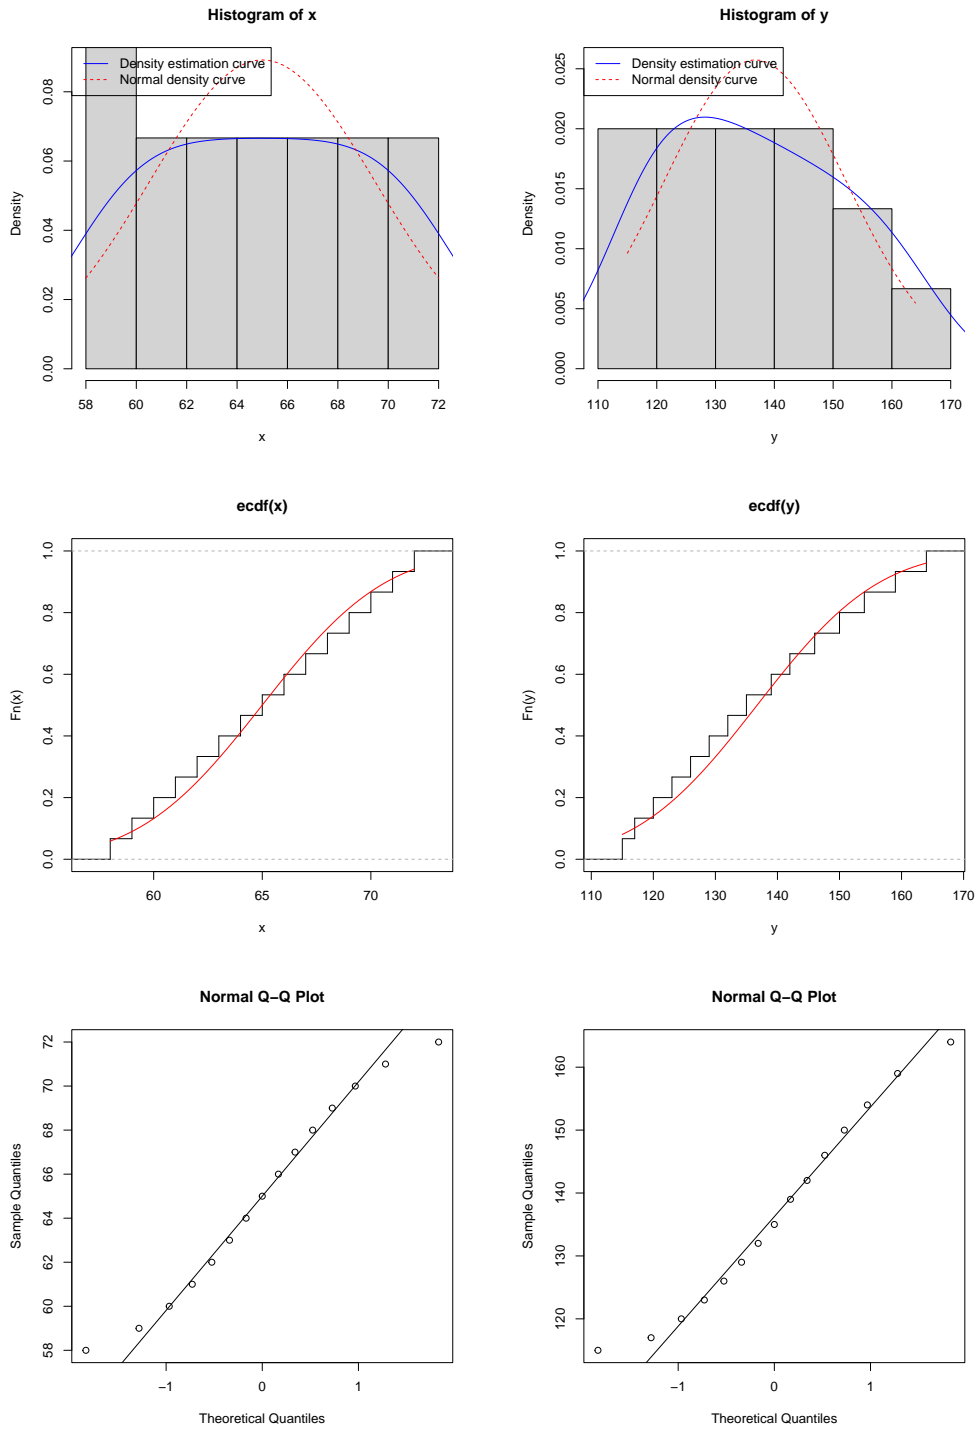 Histogram of x
Density estimation curve
Normal density curve
0.00 0.02 0.04 0.06 0.08
Density
58 60 62 64 66 68 70 72
x
Histogram of y
Density estimation curve
Normal density curve
0.000 0.005 0.010 0.015 0.020 0.025
Density
110 120 130 140 150 160 170
y
ecdf(x)
0.0 0.2 0.4 0.6 0.8 1.0
Fn(x)
60 65 70
x
ecdf(y)
0.0 0.2 0.4 0.6 0.8 1.0
Fn(y)
110 120 130 140 150 160 170
y
Normal Q−Q Plot
58 60 62 64 66 68 70 72
Sample Quantiles
−1 0 1
Theoretical Quantiles
Normal Q−Q Plot
120 130 140 150 160
Sample Quantiles
−1 0 1
Theoretical Quantiles